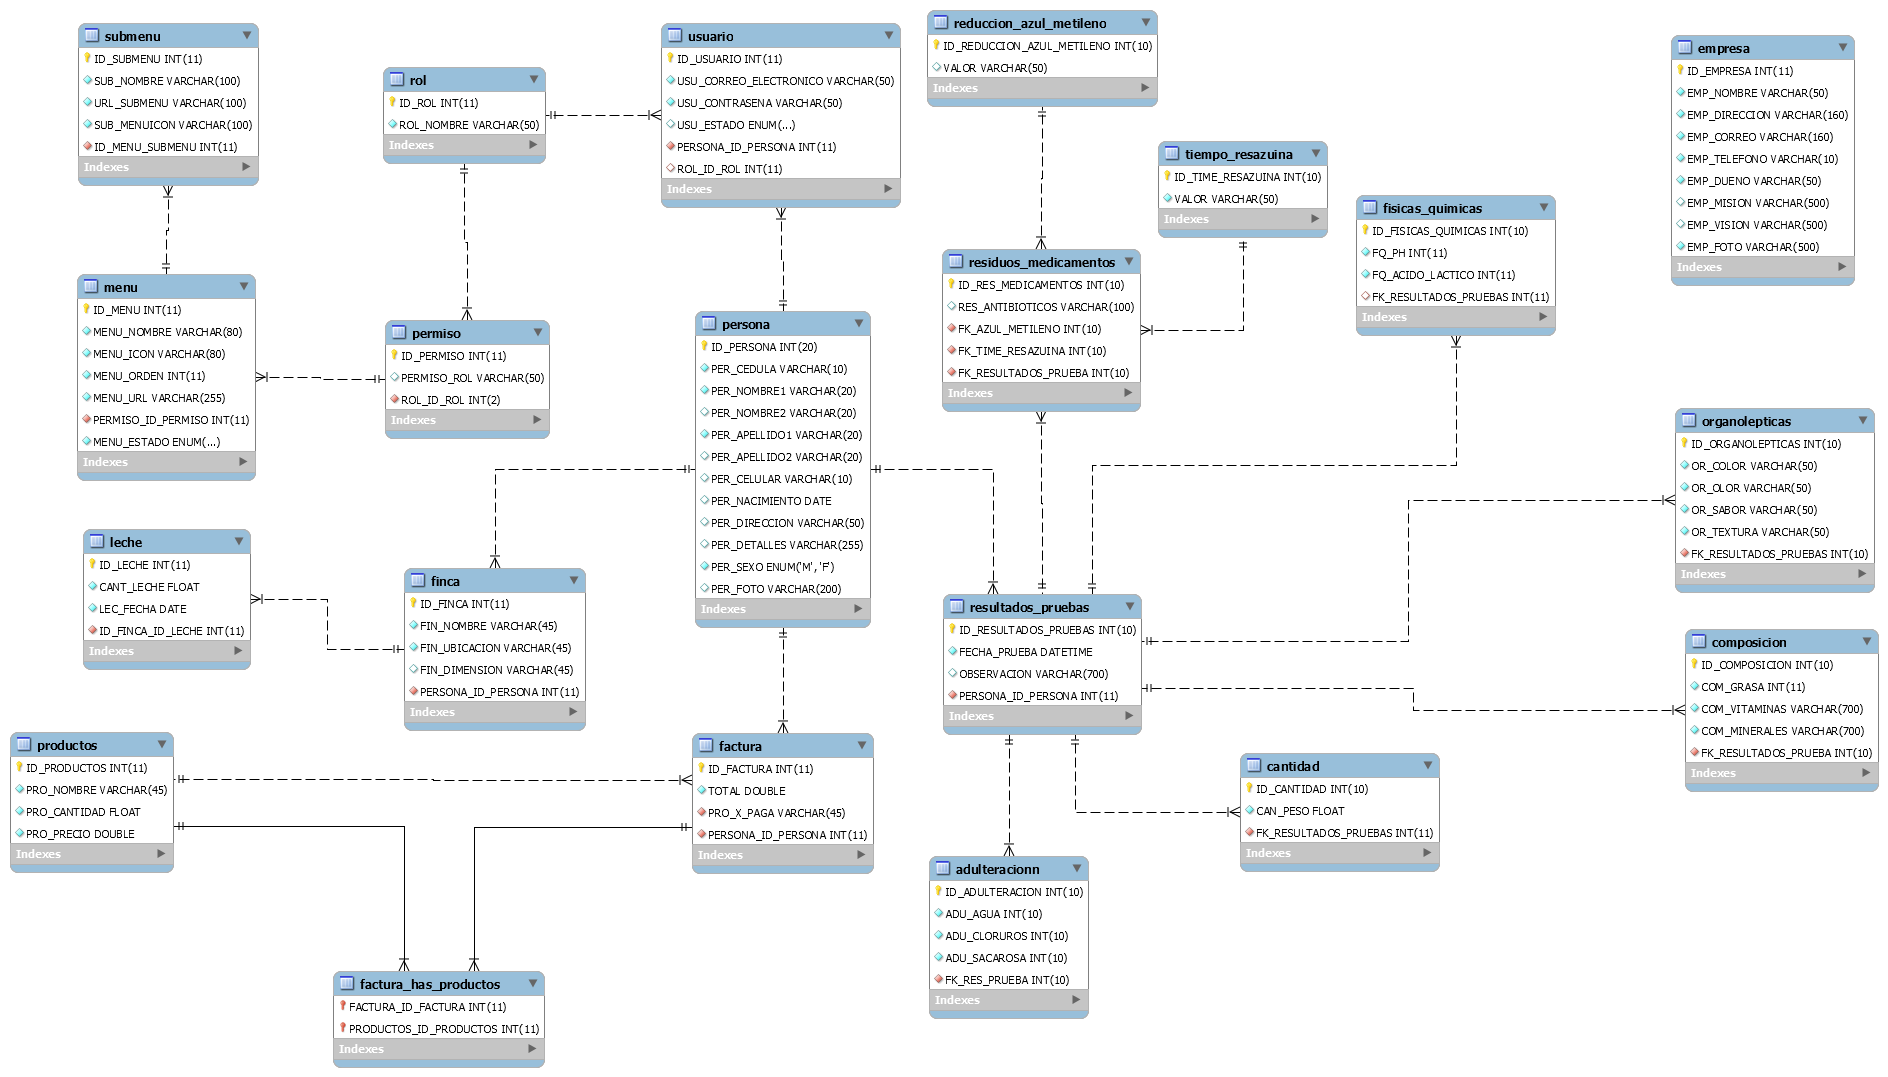 submenu
ID_SUBMENU INT(11)
SUB_NOMBRE VARCHAR(100)
URL_SUBMENU VARCHAR(100)
SUB_MENUICON VARCHAR(100)
ID_MENU_SUBMENU INT(11)
Indexes
rol
ID_ROL INT(11)
ROL_NOMBRE VARCHAR(50)
Indexes
usuario
ID_USUARIO INT(11)
USU_CORREO_ELECTRONICO VARCHAR(50)
USU_CONTRASENA VARCHAR(50)
USU_ESTADO ENUM(...)
PERSONA_ID_PERSONA INT(11)
ROL_ID_ROL INT(11)
Indexes
reduccion_azul_metileno
ID_REDUCCION_AZUL_METILENO INT(10)
VALOR VARCHAR(50)
Indexes
tiempo_resazuina
ID_TIME_RESAZUINA INT(10)
VALOR VARCHAR(50)
Indexes
fisicas_quimicas
ID_FISICAS_QUIMICAS INT(10)
FQ_PH INT(11)
FQ_ACIDO_LACTICO INT(11)
FK_RESULTADOS_PRUEBAS INT(11)
Indexes
empresa
ID_EMPRESA INT(11)
EMP_NOMBRE VARCHAR(50)
EMP_DIRECCION VARCHAR(160)
EMP_CORREO VARCHAR(160)
EMP_TELEFONO VARCHAR(10)
EMP_DUENO VARCHAR(50)
EMP_MISION VARCHAR(500)
EMP_VISION VARCHAR(500)
EMP_FOTO VARCHAR(500)
Indexes
menu
ID_MENU INT(11)
MENU_NOMBRE VARCHAR(80)
MENU_ICON VARCHAR(80)
MENU_ORDEN INT(11)
MENU_URL VARCHAR(255)
PERMISO_ID_PERMISO INT(11)
MENU_ESTADO ENUM(...)
Indexes
permiso
ID_PERMISO INT(11)
PERMISO_ROL VARCHAR(50)
ROL_ID_ROL INT(2)
Indexes
persona
ID_PERSONA INT(20)
PER_CEDULA VARCHAR(10)
PER_NOMBRE1 VARCHAR(20)
PER_NOMBRE2 VARCHAR(20)
PER_APELLIDO1 VARCHAR(20)
PER_APELLIDO2 VARCHAR(20)
PER_CELULAR VARCHAR(10)
PER_NACIMIENTO DATE
PER_DIRECCION VARCHAR(50)
PER_DETALLES VARCHAR(255)
PER_SEXO ENUM('M', 'F')
PER_FOTO VARCHAR(200)
Indexes
residuos_medicamentos
ID_RES_MEDICAMENTOS INT(10)
RES_ANTIBIOTICOS VARCHAR(100)
FK_AZUL_METILENO INT(10)
FK_TIME_RESAZUINA INT(10)
FK_RESULTADOS_PRUEBA INT(10)
Indexes
organolepticas
ID_ORGANOLEPTICAS INT(10)
OR_COLOR VARCHAR(50)
OR_OLOR VARCHAR(50)
OR_SABOR VARCHAR(50)
OR_TEXTURA VARCHAR(50)
FK_RESULTADOS_PRUEBAS INT(10)
Indexes
leche
ID_LECHE INT(11)
CANT_LECHE FLOAT
LEC_FECHA DATE
ID_FINCA_ID_LECHE INT(11)
Indexes
finca
ID_FINCA INT(11)
FIN_NOMBRE VARCHAR(45)
FIN_UBICACION VARCHAR(45)
FIN_DIMENSION VARCHAR(45)
PERSONA_ID_PERSONA INT(11)
Indexes
resultados_pruebas
ID_RESULTADOS_PRUEBAS INT(10)
FECHA_PRUEBA DATETIME
OBSERVACION VARCHAR(700)
PERSONA_ID_PERSONA INT(11)
Indexes
composicion
ID_COMPOSICION INT(10)
COM_GRASA INT(11)
COM_VITAMINAS VARCHAR(700)
COM_MINERALES VARCHAR(700)
FK_RESULTADOS_PRUEBA INT(10)
Indexes
productos
ID_PRODUCTOS INT(11)
PRO_NOMBRE VARCHAR(45)
PRO_CANTIDAD FLOAT
PRO_PRECIO DOUBLE
Indexes
factura
ID_FACTURA INT(11)
TOTAL DOUBLE
PRO_X_PAGA VARCHAR(45)
PERSONA_ID_PERSONA INT(11)
Indexes
cantidad
ID_CANTIDAD INT(10)
CAN_PESO FLOAT
FK_RESULTADOS_PRUEBAS INT(11)
Indexes
adulteracionn
ID_ADULTERACION INT(10)
ADU_AGUA INT(10)
ADU_CLORUROS INT(10)
ADU_SACAROSA INT(10)
FK_RES_PRUEBA INT(10)
Indexes
factura_has_productos
FACTURA_ID_FACTURA INT(11)
PRODUCTOS_ID_PRODUCTOS INT(11)
Indexes